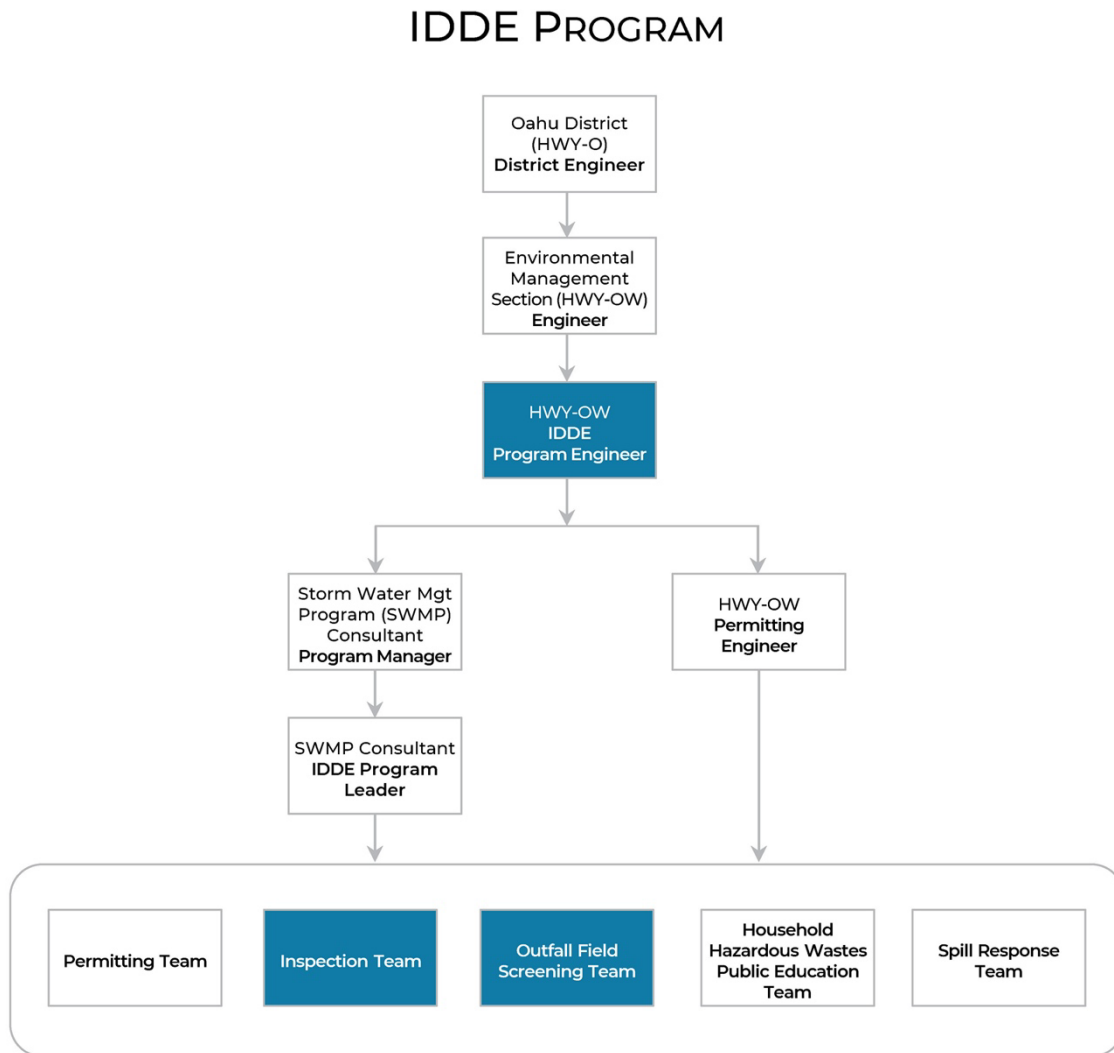 IDDE PROGRAM
Oahu District
(HWY-O)
District Engineer
Environmental
Management
Section (HWY-OW)
Engineer
HWY-OW
IDDE
Program Engineer
Storm Water Mgt
Program (SWMP)
Consultant
Program Manager
HWY-OW
Permitting
Engineer
SWMP Consultant
IDDE Program
Leader
Permitting Team
Inspection Team
Outfall Field
Screening Team
Household
Hazardous Wastes
Public Education
Team
Spill Response
Team